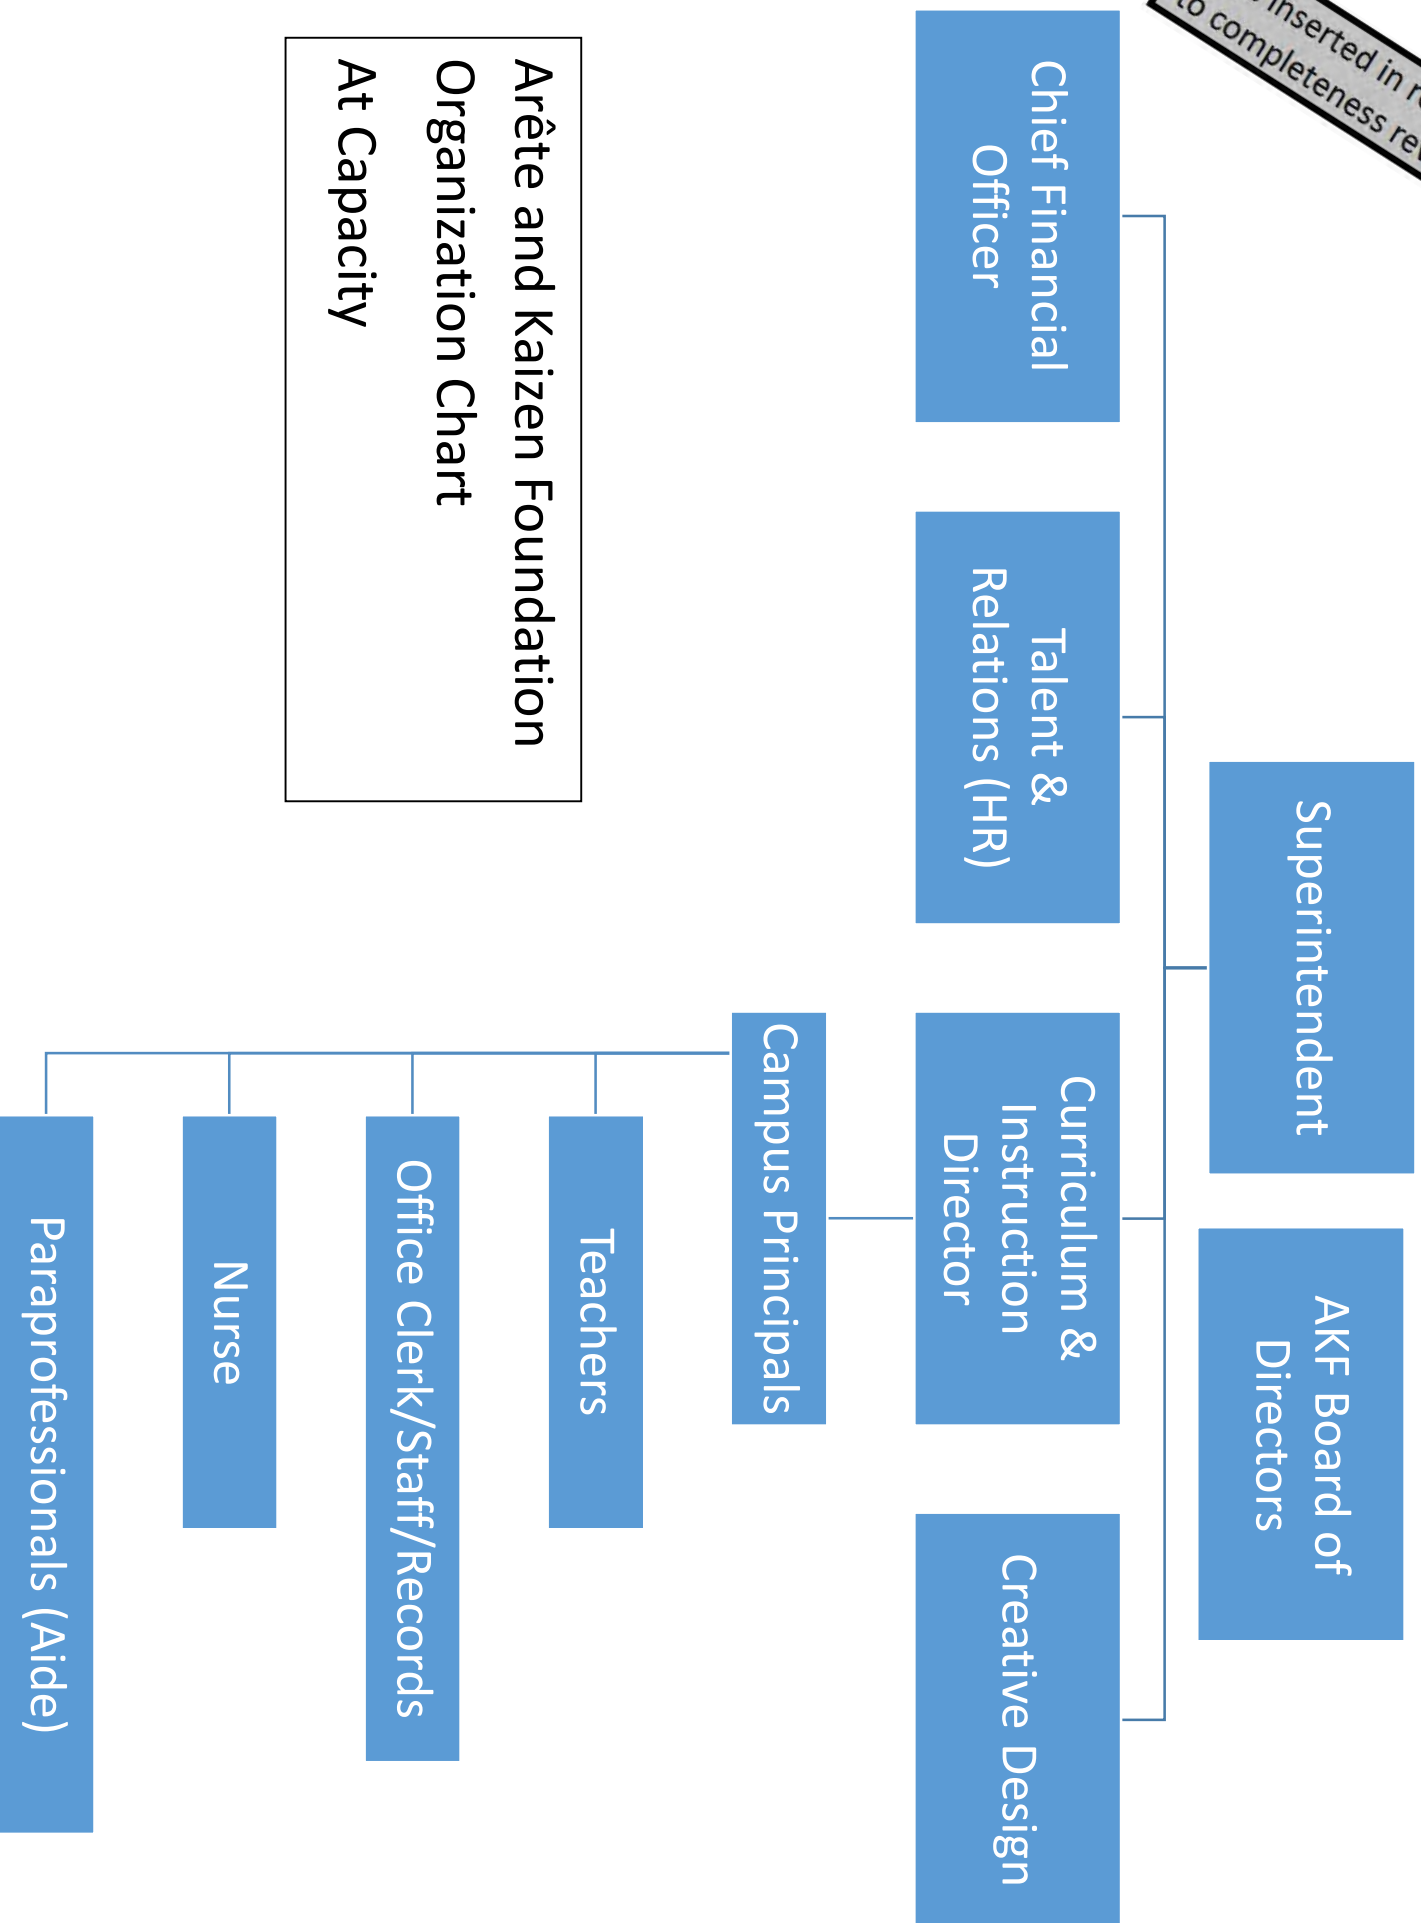 inserted in
to completeness
Superintendent
AKF Board of
Directors
Chief Financial
Officer
Talent &
Relations (HR)
Curriculum &
Instruction
Director
Creative Design
Campus Principals
Teachers
Office Clerk/Staff/Records
Nurse
Paraprofessionals (Aide)
Arête and Kaizen Foundation
Organization Chart
At Capacity